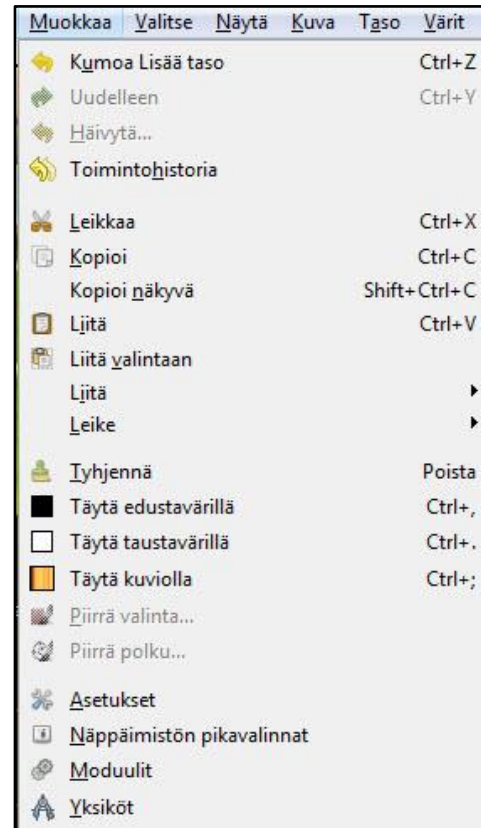 Muokkaa Valitse Näytä Kuva Taso Värit
Kumoa Lisää taso Ctrl+Z
Uudelleen Ctrl+Y
Häivytä...
Toimintohistoria
Leikkaa Ctrl+X
Kopioi Ctrl+C
Kopioi näkyvä Shift+Ctrl+C
Liitä Ctrl+V
Liitä valintaan
Liitä
Leike
Tyhjennä Poista
Täytä edustavärillä Ctrl+,
Täytä taustavärillä Ctrl+.
Täytä kuviolla Ctrl+;
Piirrä valinta...
Piirrä polku...
Asetukset
Näppäimistön pikavalinnat
Moduulit
Yksiköt